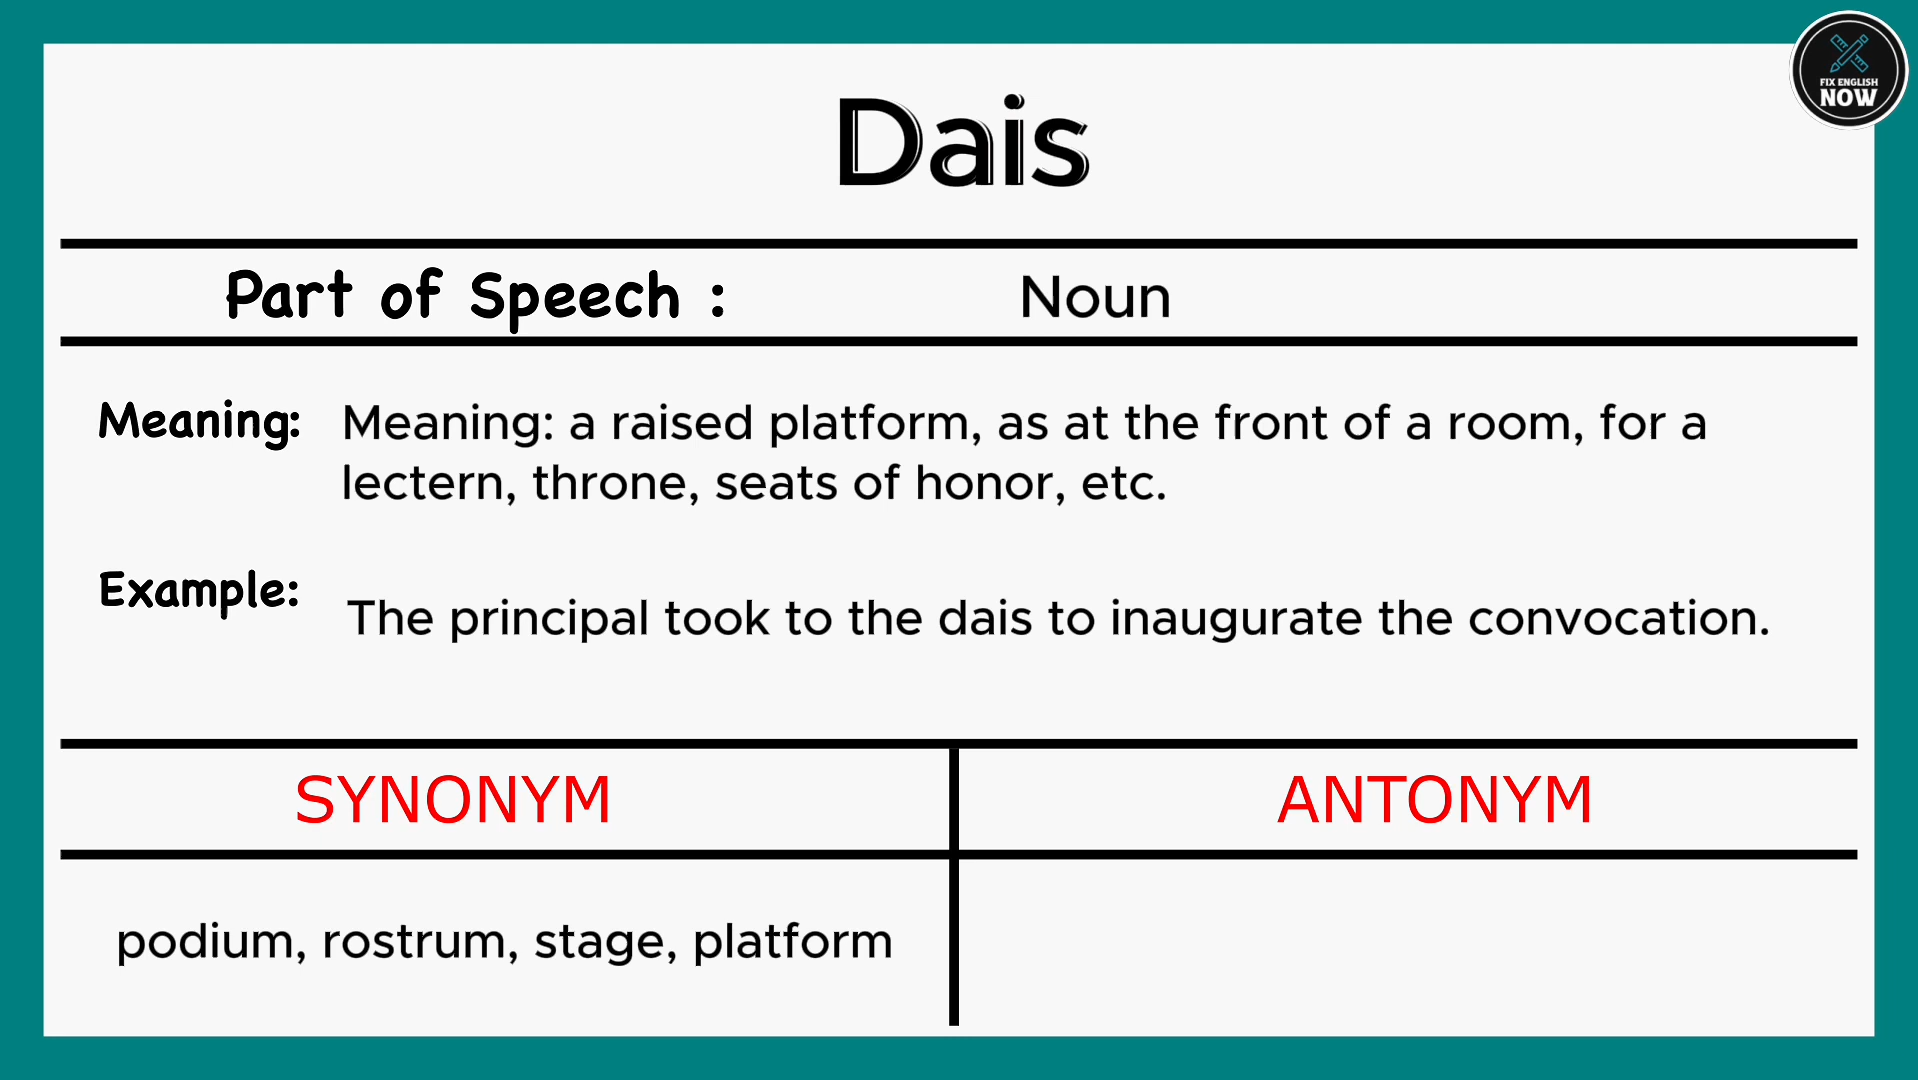 FIX ENGLISH
NOW
Dais
Part of Speech : Noun
Meaning: Meaning: a raised platform, as at the front of a room, for a
lectern, throne, seats of honor, etc.
Example: The principal took to the dais to inaugurate the convocation.
SYNONYM ANTONYM
podium, rostrum, stage, platform